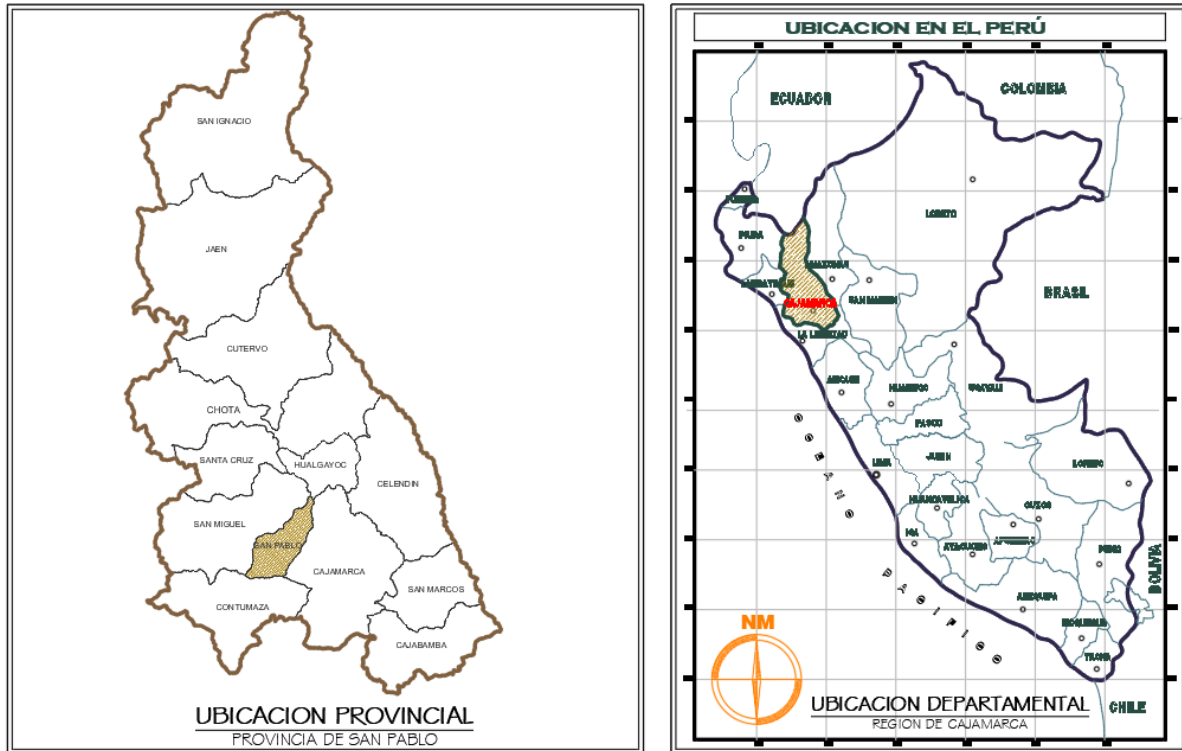 SAN IGNACIO
JAEN
CUTERVO
CHOTA
SANTA CRUZ
HUALGAYOC
CELENDIN
SAN MIGUEL
SAN PABLO
CAJAMARCA
SAN MARCOS
CONTUMAZA
CAJABAMBA
UBICACION PROVINCIAL
PROVINCIA DE SAN PABLO
UBICACION EN EL PERÚ
ECUADOR
COLOMBIA
LORETO
PIURA
BRASIL
SAN MARTIN
CAJAMARCA
LA LIBERTAD
ANCASH
HUANUCO
UCAYALI
PASCO
JUNIN
LIMA
HUANCAVELICA
CUZCO
ICA
AYACUCHO
PUNO
BOLIVIA
AREQUIPA
MOQUEGUA
TACNA
NM
UBICACION DEPARTAMENTAL
REGION DE CAJAMARCA
CHILE